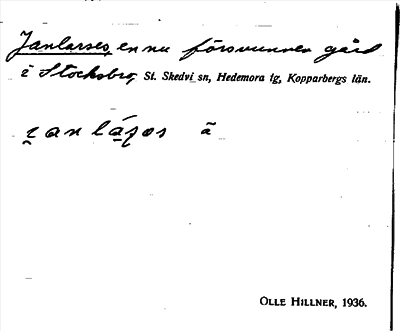 Janlarses, en nu försvunnen gård
i Stocksbro, St. Skedvi sn, Hedemora tg, Kopparbergs län.
ã
OLLE HILLNER, 1936.